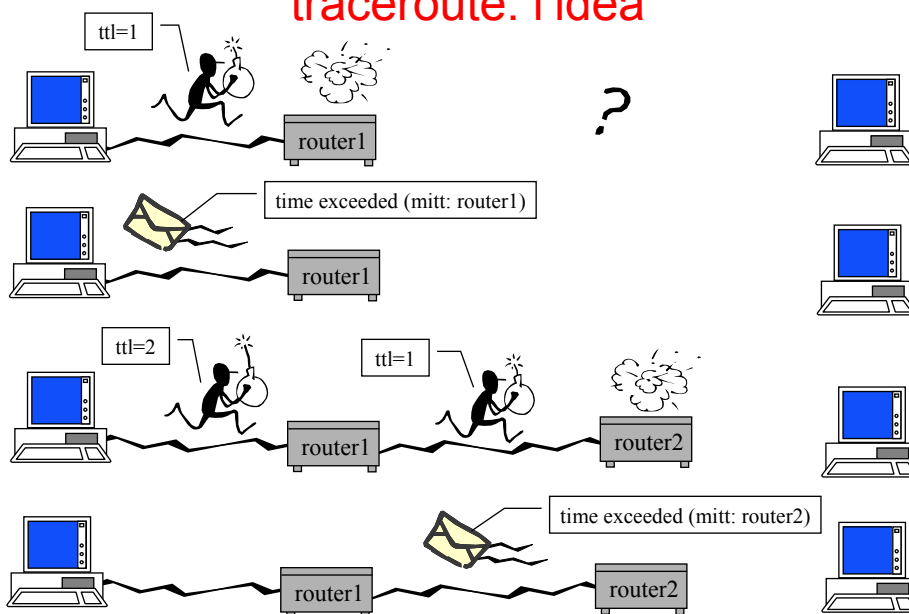 traceroute: l'idea
ttl=1
router1
?
time exceeded (mitt: router1)
router1
ttl=2
ttl=1
router1
router2
time exceeded (mitt: router2)
router1
router2